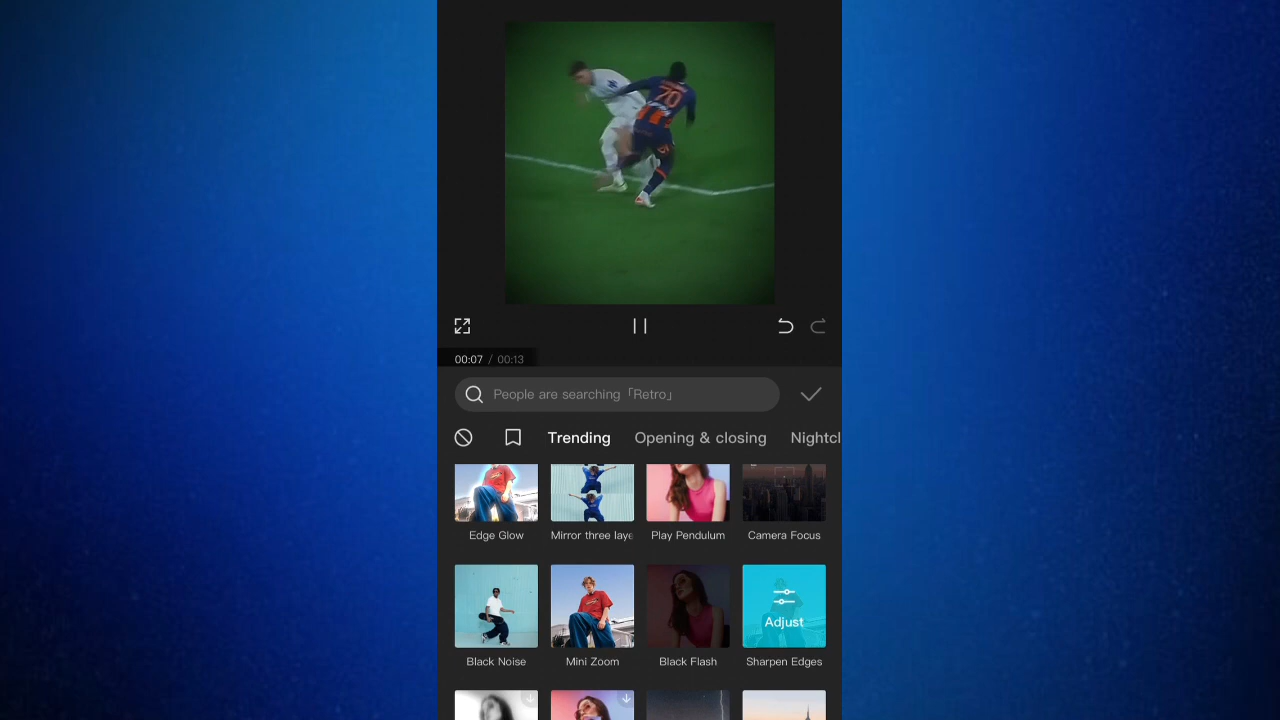 70
00:07 / 00:13
People are searching「Retro」
Trending
Opening & closing
Nightcl
Edge Glow
Mirror three laye
Play Pendulum
Camera Focus
Adjust
Black Noise
Mini Zoom
Black Flash
Sharpen Edges